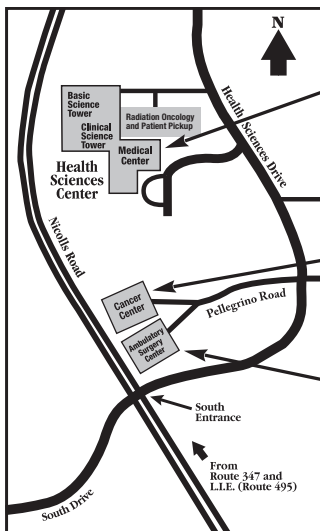 N
Basic
Science
Tower
Clinical
Science
Tower
Radiation Oncology
and Patient Pickup
Medical
Center
Health
Sciences
Center
Health Sciences Drive
Nicolls Road
Cancer
Center
Pellegrino Road
Ambulatory
Surgery
Center
South
Entrance
South Drive
From
Route 347 and
L.I.E. (Route 495)